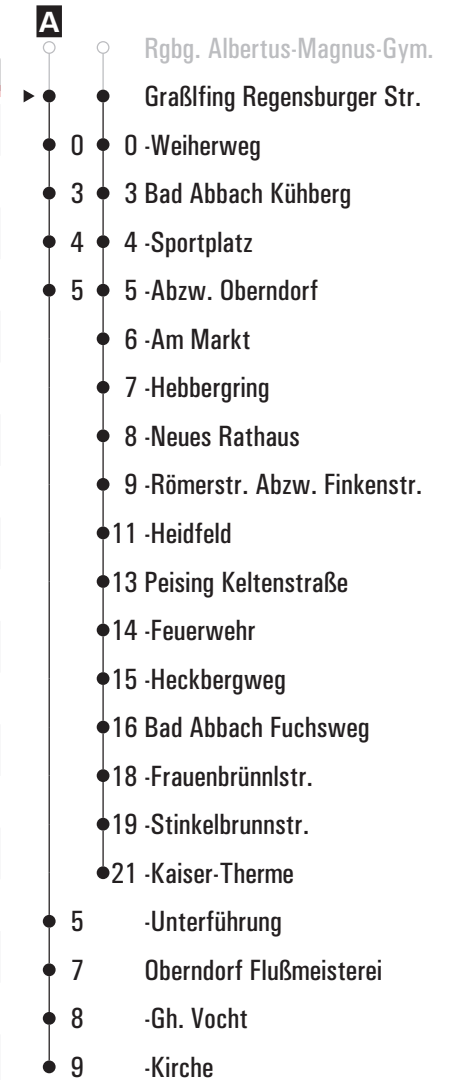 A
Rgbg. Albertus-Magnus-Gym.
Graßlfing Regensburger Str.
0 0 -Weiherweg
3 3 Bad Abbach Kühberg
4 4 -Sportplatz
5 5 -Abzw. Oberndorf
6 -Am Markt
7 -Hebbergring
8 -Neues Rathaus
9 -Römerstr. Abzw. Finkenstr.
11 -Heidfeld
13 Peising Keltenstraße
14 -Feuerwehr
15 -Heckbergweg
16 Bad Abbach Fuchsweg
18 -Frauenbrünnlstr.
19 -Stinkelbrunnstr.
21 -Kaiser-Therme
5 -Unterführung
7 Oberndorf Flußmeisterei
8 -Gh. Vocht
9 -Kirche